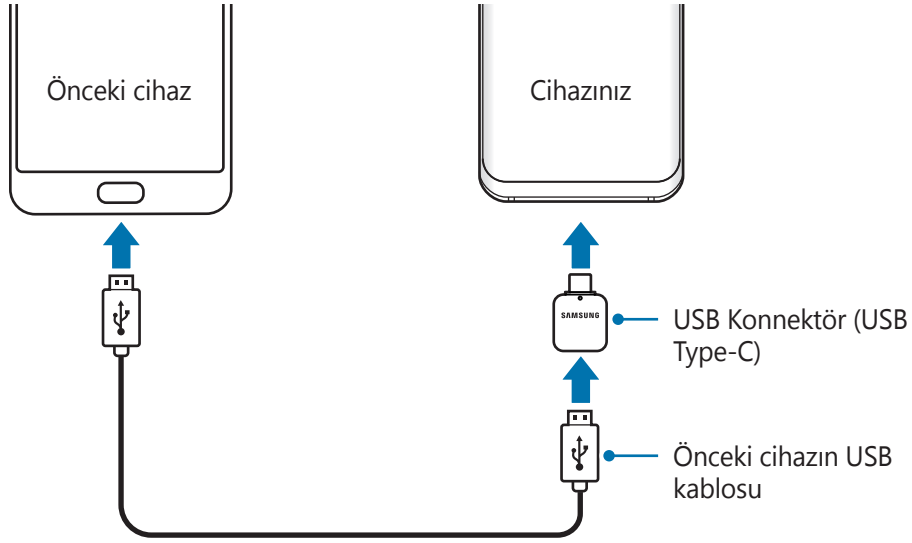 Önceki cihaz
Cihazınız
SAMSUNG
USB Konnektör (USB
Type-C)
Önceki cihazın USB
kablosu